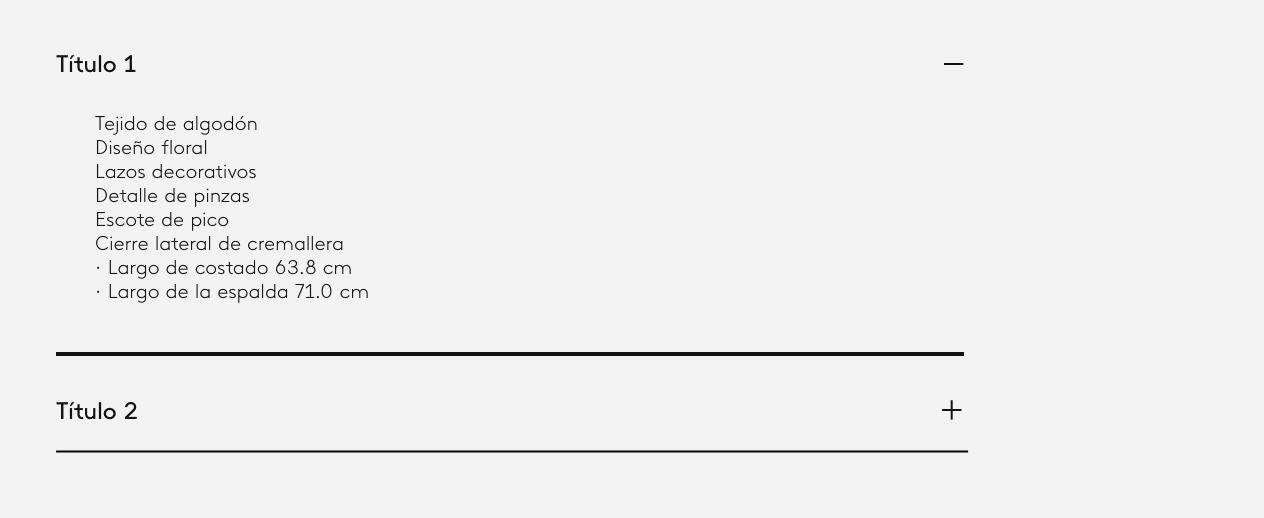 Título 1
Tejido de algodón
Diseño floral
Lazos decorativos
Detalle de pinzas
Escote de pico
Cierre lateral de cremallera
· Largo de costado 63.8 cm
· Largo de la espalda 71.0 cm
Título 2